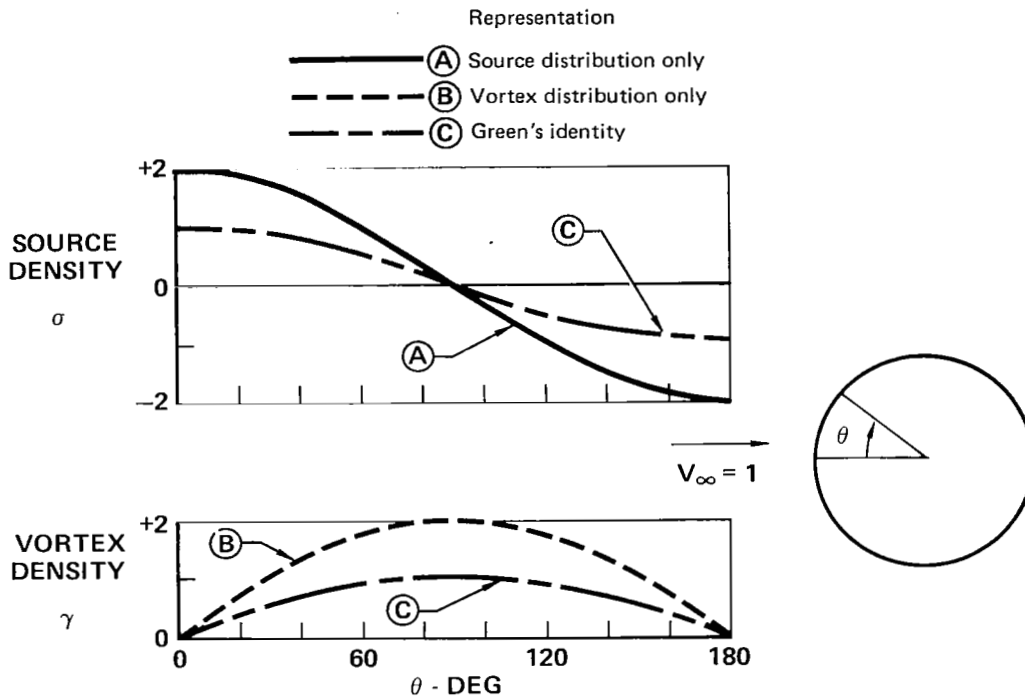 Representation
Ⓐ Source distribution only
Ⓑ Vortex distribution only
Ⓒ Green's identity
+2
SOURCE
DENSITY
σ
0
−2
Ⓒ
Ⓐ
θ
V∞ = 1
VORTEX
DENSITY
γ
+2
0
Ⓑ
Ⓒ
0
60
120
180
θ - DEG